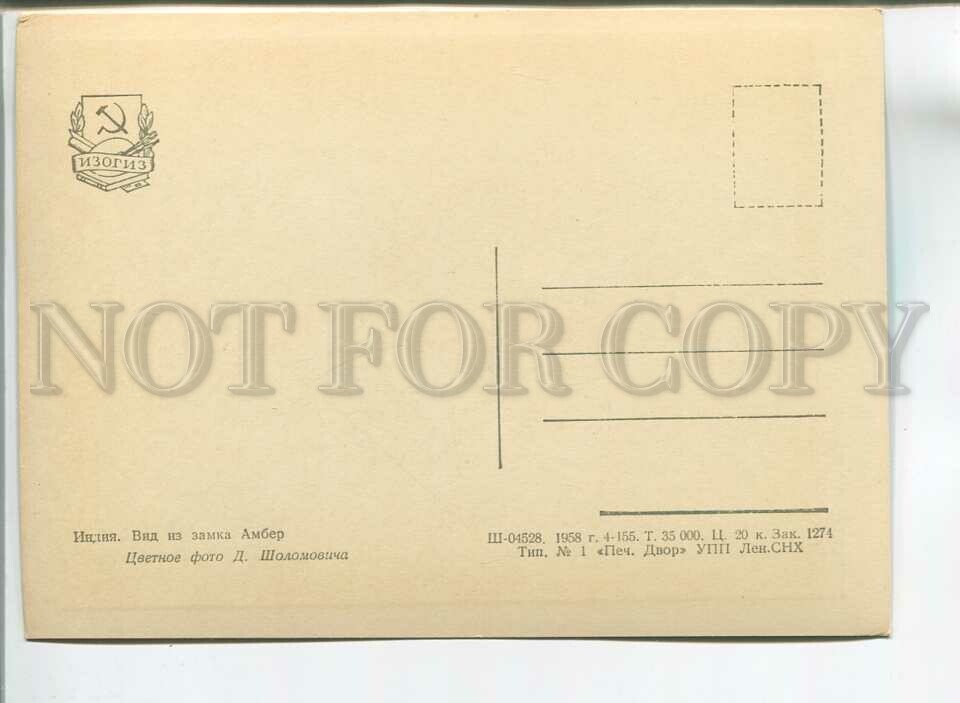 ИЗОГИЗ
NOT FOR COPY
Индия. Вид из замка Амбер
Цветное фото Д. Шоломовича
Ш-04528. 1958 г. 4-155. Т. 35 000. Ц. 20 к. Зак. 1274
Тип. № 1 «Печ. Двор» УПП Лен.СНХ